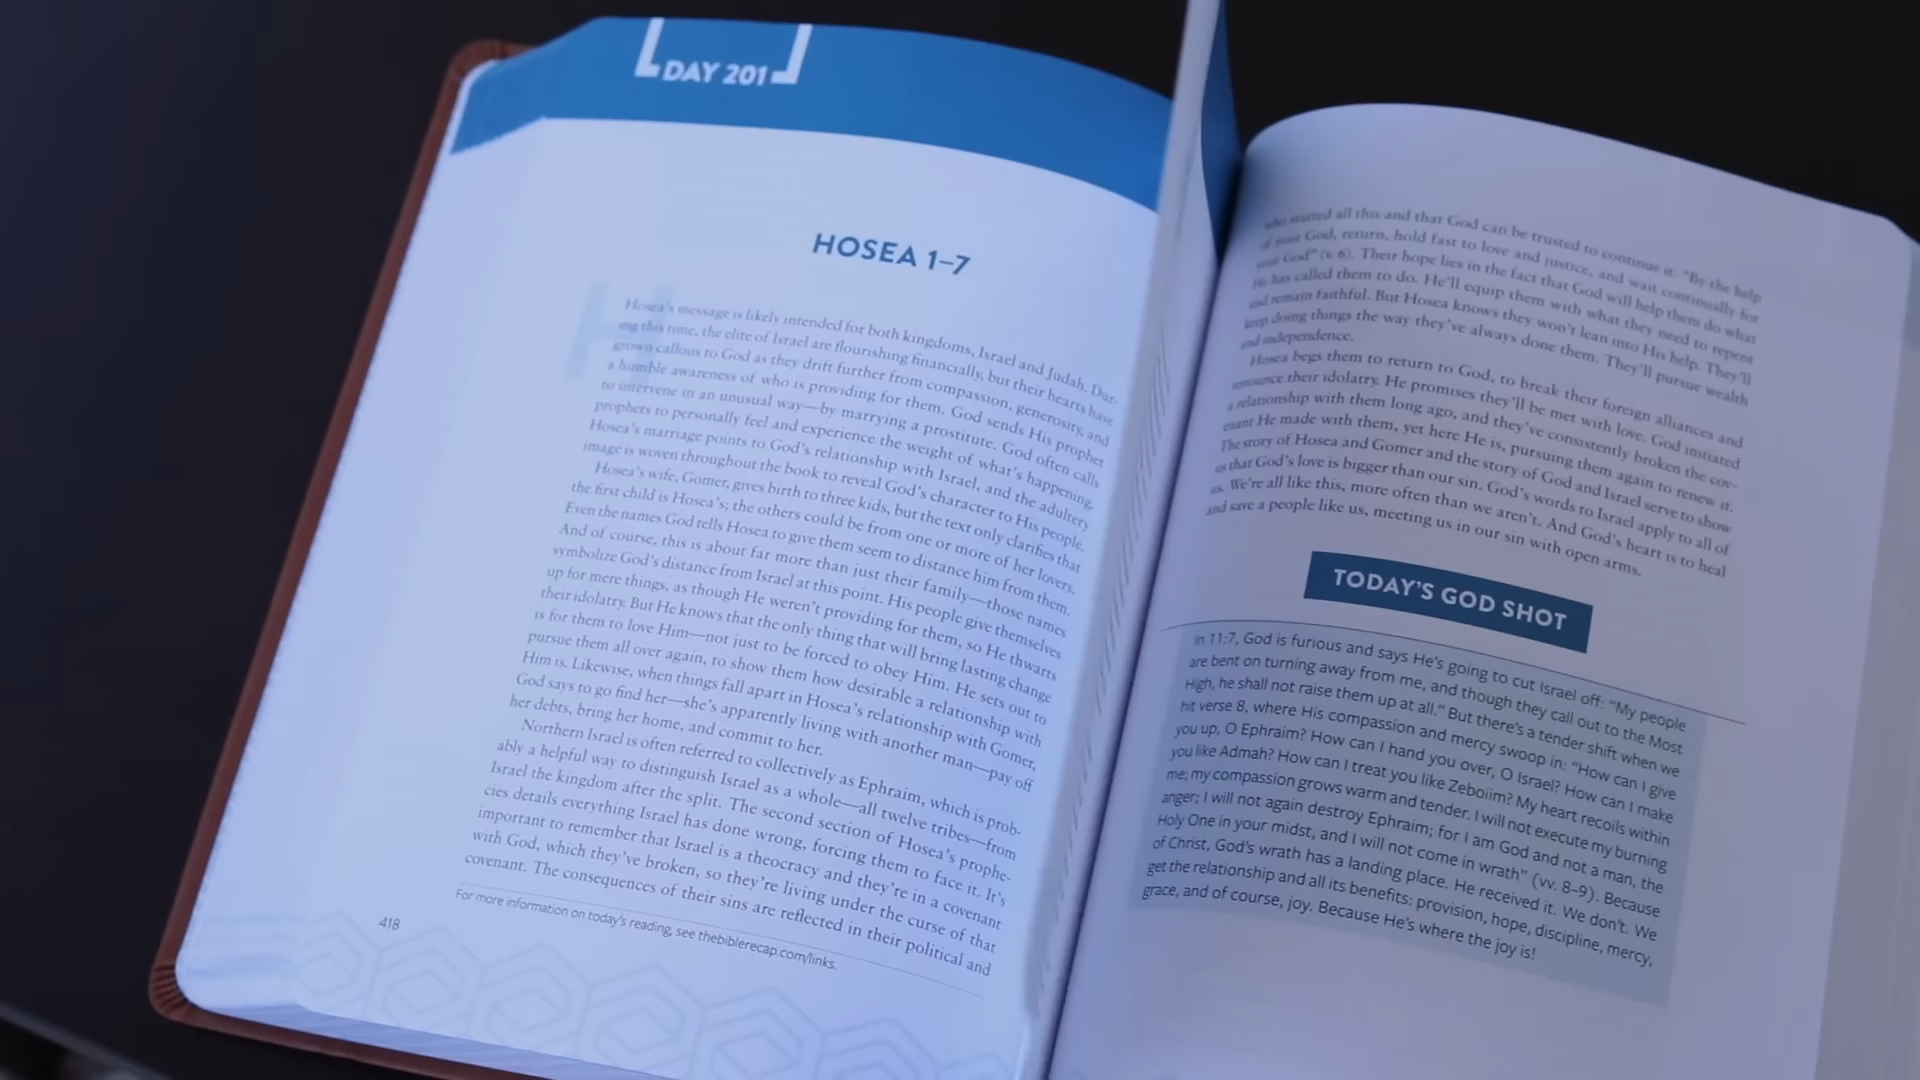 DAY 201
HOSEA 1–7
Hosea's message is likely intended for both kingdoms, Israel and Judah. Dur-
ing this time, the elite of Israel are flourishing financially, but their hearts have
grown callous to God as they drift further from compassion, generosity, and
a humble awareness of who is providing for them. God sends His prophet
to intervene in an unusual way—by marrying a prostitute. God often calls
prophets to personally feel and experience the weight of what's happening.
Hosea's marriage points to God's relationship with Israel, and the adultery
image is woven throughout the book to reveal God's character to His people.
Hosea's wife, Gomer, gives birth to three kids, but the text only clarifies that
the first child is Hosea's; the others could be from one or more of her lovers.
Even the names God tells Hosea to give them seem to distance him from them.
And of course, this is about far more than just their family—those names
symbolize God's distance from Israel at this point. His people give themselves
up for mere things, as though He weren't providing for them, so He thwarts
their idolatry. But He knows that the only thing that will bring lasting change
is for them to love Him—not just to be forced to obey Him. He sets out to
pursue them all over again, to show them how desirable a relationship with
Him is. Likewise, when things fall apart in Hosea's relationship with Gomer,
God says to go find her—she's apparently living with another man—pay off
her debts, bring her home, and commit to her.
Northern Israel is often referred to collectively as Ephraim, which is prob-
ably a helpful way to distinguish Israel as a whole—all twelve tribes—from
Israel the kingdom after the split. The second section of Hosea's prophe-
cies details everything Israel has done wrong, forcing them to face it. It's
important to remember that Israel is a theocracy and they're in a covenant
with God, which they've broken, so they're living under the curse of that
covenant. The consequences of their sins are reflected in their political and
For more information on today's reading, see thebiblerecap.com/links.
418
who started all this and that God can be trusted to continue it: "By the help
of your God, return, hold fast to love and justice, and wait continually for
your God" (v. 6). Their hope lies in the fact that God will help them do what
He has called them to do. He'll equip them with what they need to repent
and remain faithful. But Hosea knows they won't lean into His help. They'll
keep doing things the way they've always done them. They'll pursue wealth
and independence.
Hosea begs them to return to God, to break their foreign alliances and
renounce their idolatry. He promises they'll be met with love. God initiated
a relationship with them long ago, and they've consistently broken the cov-
enant He made with them, yet here He is, pursuing them again to renew it.
The story of Hosea and Gomer and the story of God and Israel serve to show
us that God's love is bigger than our sin. God's words to Israel apply to all of
us. We're all like this, more often than we aren't. And God's heart is to heal
and save a people like us, meeting us in our sin with open arms.
TODAY'S GOD SHOT
In 11:7, God is furious and says He's going to cut Israel off: "My people
are bent on turning away from me, and though they call out to the Most
High, he shall not raise them up at all." But there's a tender shift when we
hit verse 8, where His compassion and mercy swoop in: "How can I give
you up, O Ephraim? How can I hand you over, O Israel? How can I make
you like Admah? How can I treat you like Zeboiim? My heart recoils within
me; my compassion grows warm and tender. I will not execute my burning
anger; I will not again destroy Ephraim; for I am God and not a man, the
Holy One in your midst, and I will not come in wrath" (vv. 8–9). Because
of Christ, God's wrath has a landing place. He received it. We don't. We
get the relationship and all its benefits: provision, hope, discipline, mercy,
grace, and of course, joy. Because He's where the joy is!